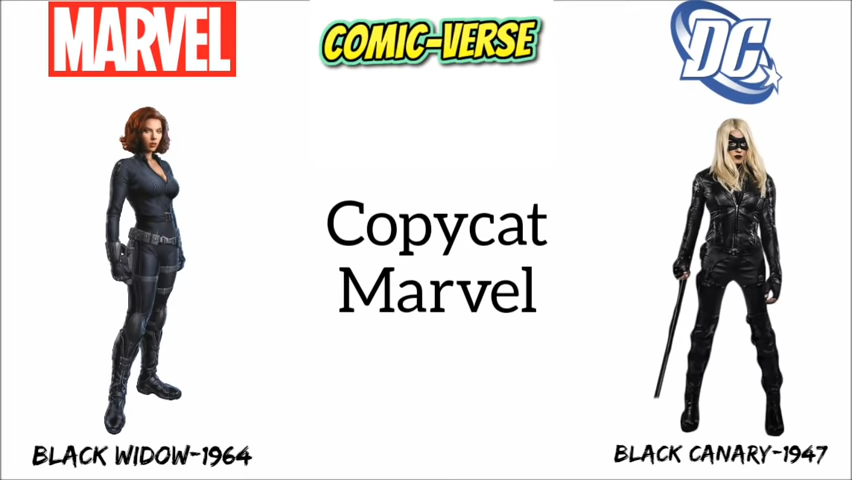 MARVEL
COMIC-VERSE
DC
Copycat
Marvel
BLACK WIDOW-1964
BLACK CANARY-1947